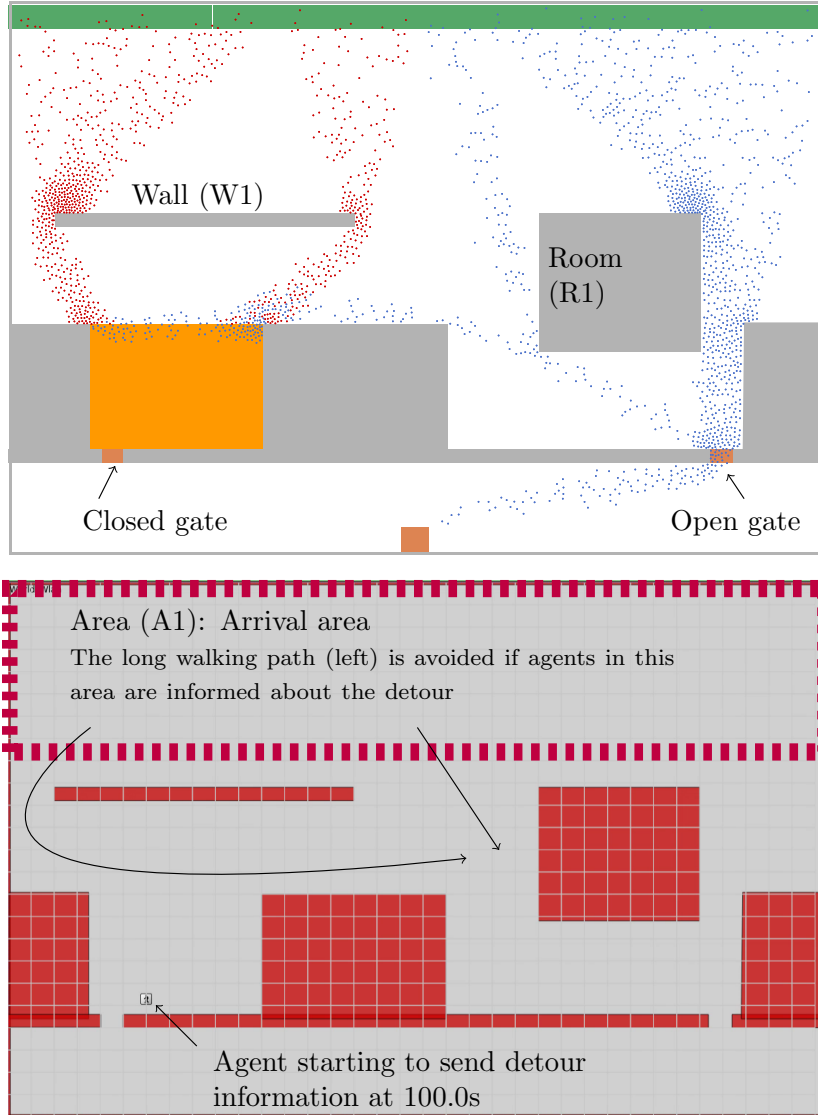 Wall (W1)
Room
(R1)
Closed gate
Open gate
Area (A1): Arrival area
The long walking path (left) is avoided if agents in this
area are informed about the detour
Agent starting to send detour
information at 100.0s